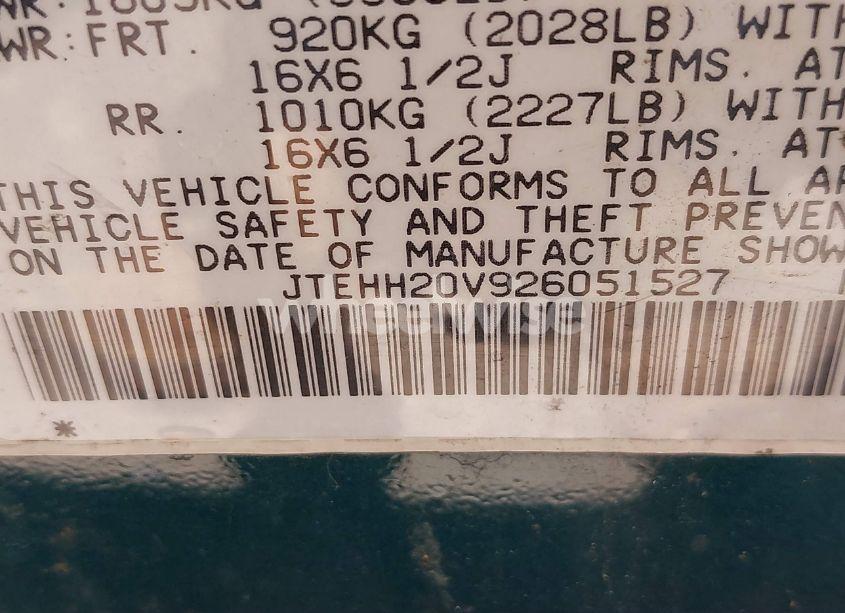 WR:FRT. 920KG (2028LB) WITH
16X6 1/2J RIMS. AT
RR. 1010KG (2227LB) WITH
16X6 1/2J RIMS. AT
THIS VEHICLE CONFORMS TO ALL AP
VEHICLE SAFETY AND THEFT PREVEN
ON THE DATE OF MANUFACTURE SHOW
JTEHH20V926051527
wheelwise
*